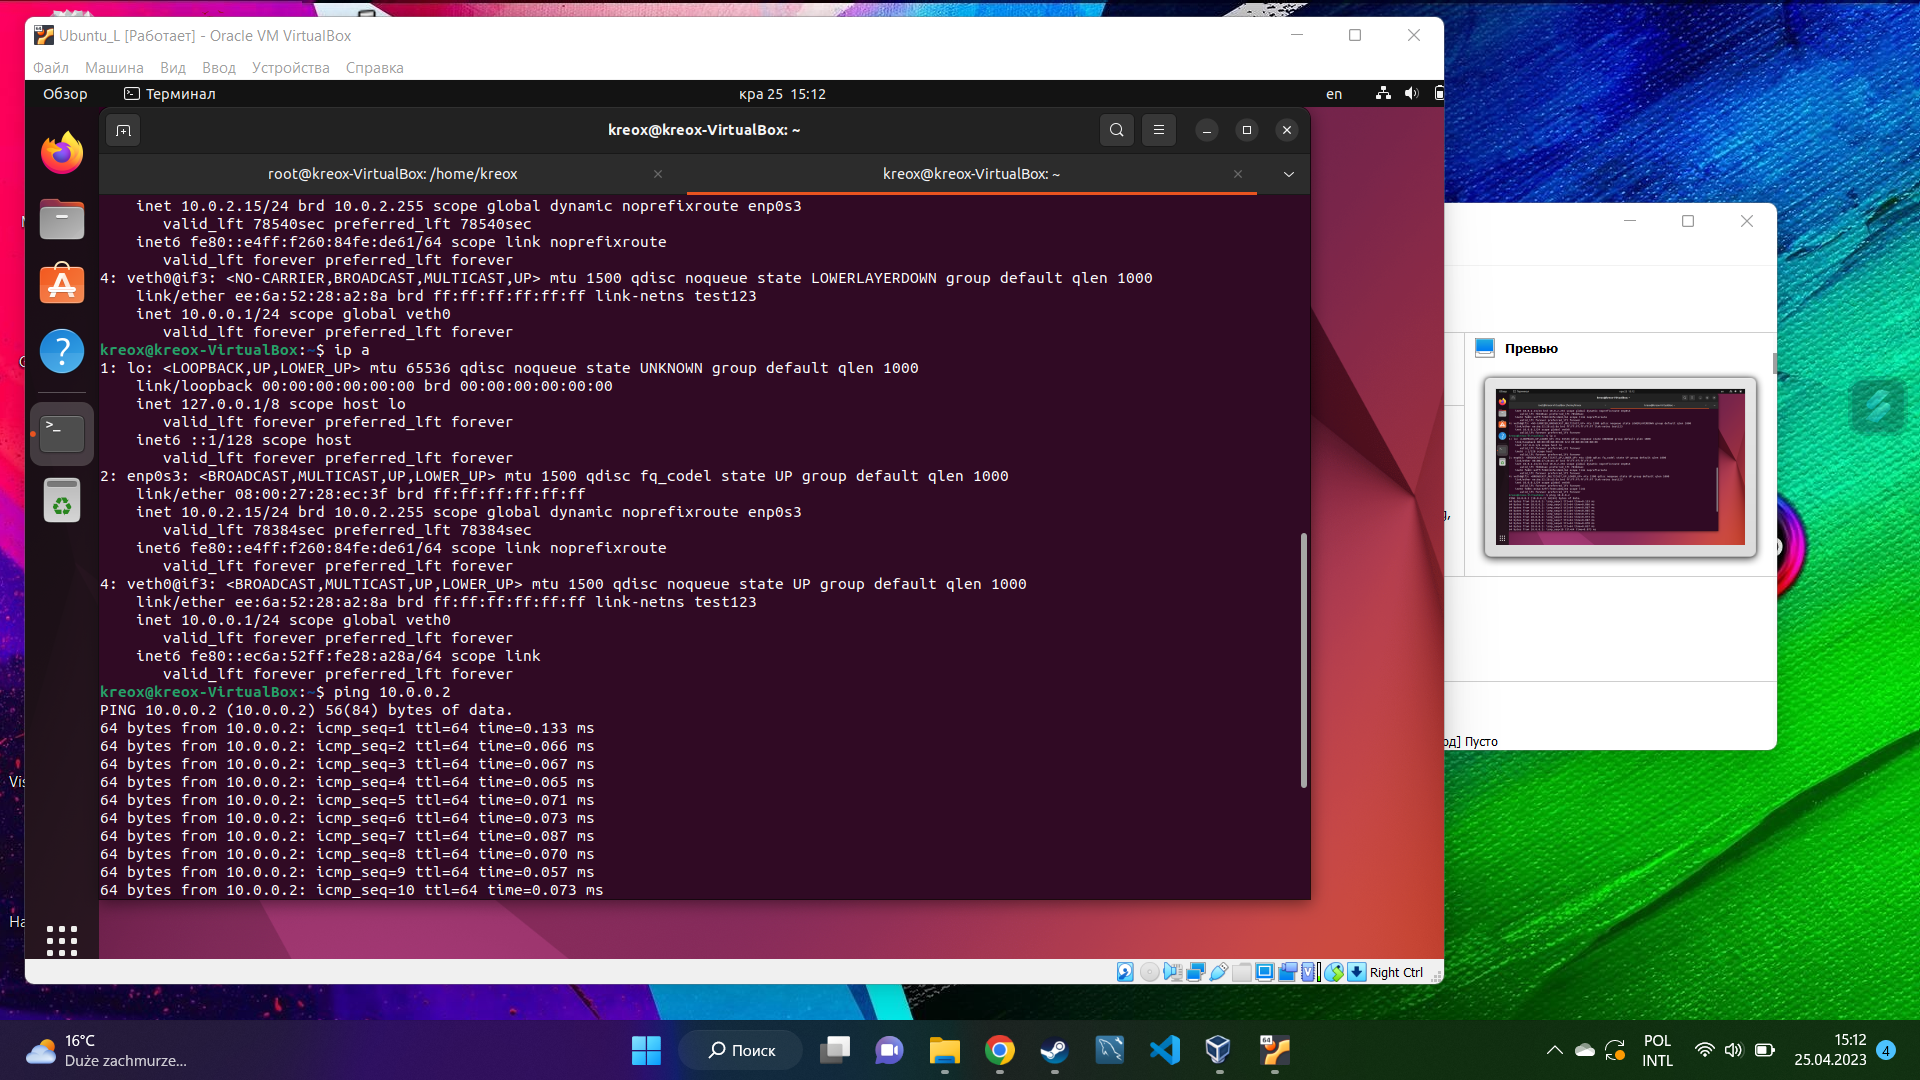 Ubuntu_L [Работает] - Oracle VM VirtualBox
Файл Машина Вид Ввод Устройства Справка
Обзор Терминал кра 25 15:12 en
kreox@kreox-VirtualBox: ~
root@kreox-VirtualBox: /home/kreox kreox@kreox-VirtualBox: ~
inet 10.0.2.15/24 brd 10.0.2.255 scope global dynamic noprefixroute enp0s3
valid_lft 78540sec preferred_lft 78540sec
inet6 fe80::e4ff:f260:84fe:de61/64 scope link noprefixroute
valid_lft forever preferred_lft forever
4: veth0@if3: <NO-CARRIER,BROADCAST,MULTICAST,UP> mtu 1500 qdisc noqueue state LOWERLAYERDOWN group default qlen 1000
link/ether ee:6a:52:28:a2:8a brd ff:ff:ff:ff:ff:ff link-netns test123
inet 10.0.0.1/24 scope global veth0
valid_lft forever preferred_lft forever
kreox@kreox-VirtualBox:~$ ip a
1: lo: <LOOPBACK,UP,LOWER_UP> mtu 65536 qdisc noqueue state UNKNOWN group default qlen 1000
link/loopback 00:00:00:00:00:00 brd 00:00:00:00:00:00
inet 127.0.0.1/8 scope host lo
valid_lft forever preferred_lft forever
inet6 ::1/128 scope host
valid_lft forever preferred_lft forever
2: enp0s3: <BROADCAST,MULTICAST,UP,LOWER_UP> mtu 1500 qdisc fq_codel state UP group default qlen 1000
link/ether 08:00:27:28:ec:3f brd ff:ff:ff:ff:ff:ff
inet 10.0.2.15/24 brd 10.0.2.255 scope global dynamic noprefixroute enp0s3
valid_lft 78384sec preferred_lft 78384sec
inet6 fe80::e4ff:f260:84fe:de61/64 scope link noprefixroute
valid_lft forever preferred_lft forever
4: veth0@if3: <BROADCAST,MULTICAST,UP,LOWER_UP> mtu 1500 qdisc noqueue state UP group default qlen 1000
link/ether ee:6a:52:28:a2:8a brd ff:ff:ff:ff:ff:ff link-netns test123
inet 10.0.0.1/24 scope global veth0
valid_lft forever preferred_lft forever
inet6 fe80::ec6a:52ff:fe28:a28a/64 scope link
valid_lft forever preferred_lft forever
kreox@kreox-VirtualBox:~$ ping 10.0.0.2
PING 10.0.0.2 (10.0.0.2) 56(84) bytes of data.
64 bytes from 10.0.0.2: icmp_seq=1 ttl=64 time=0.133 ms
64 bytes from 10.0.0.2: icmp_seq=2 ttl=64 time=0.066 ms
64 bytes from 10.0.0.2: icmp_seq=3 ttl=64 time=0.067 ms
64 bytes from 10.0.0.2: icmp_seq=4 ttl=64 time=0.065 ms
64 bytes from 10.0.0.2: icmp_seq=5 ttl=64 time=0.071 ms
64 bytes from 10.0.0.2: icmp_seq=6 ttl=64 time=0.073 ms
64 bytes from 10.0.0.2: icmp_seq=7 ttl=64 time=0.087 ms
64 bytes from 10.0.0.2: icmp_seq=8 ttl=64 time=0.070 ms
64 bytes from 10.0.0.2: icmp_seq=9 ttl=64 time=0.057 ms
64 bytes from 10.0.0.2: icmp_seq=10 ttl=64 time=0.073 ms
Right Ctrl
Превью
од] Пусто
Vis
На
16°C
Duże zachmurze...
Поиск
POL
INTL
15:12
25.04.2023
4